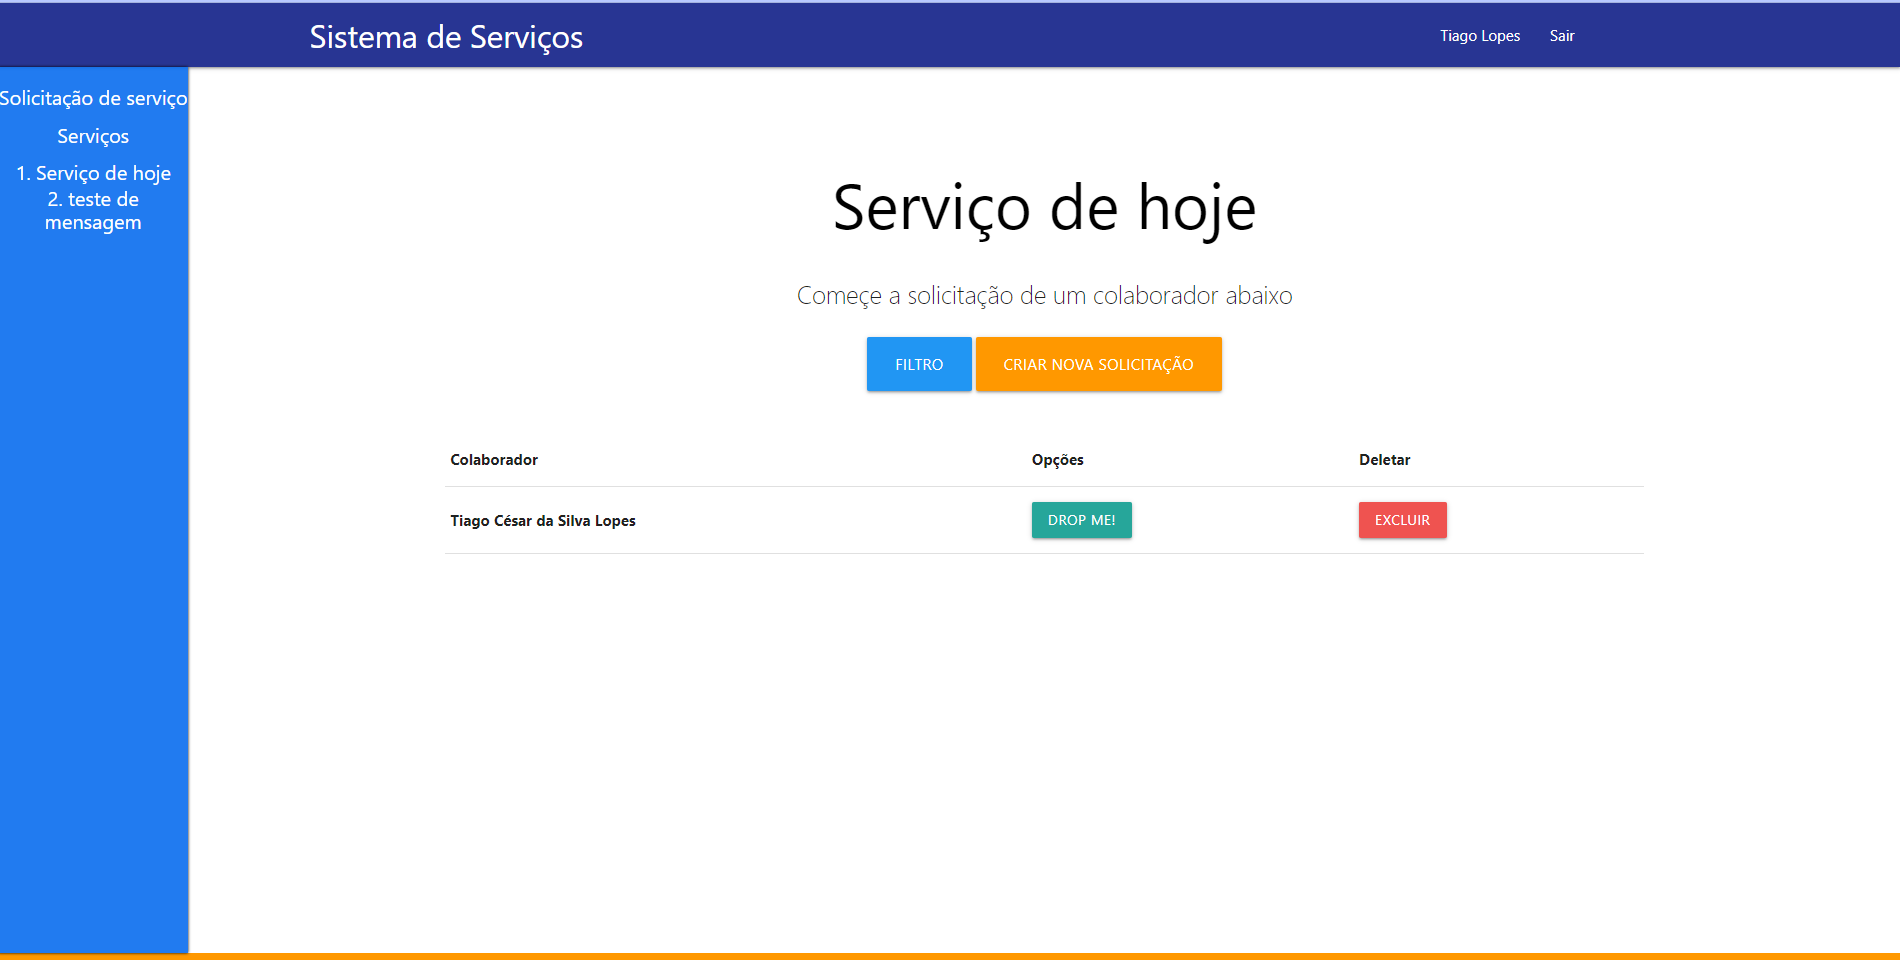 Sistema de Serviços
Tiago Lopes
Sair
Solicitação de serviço
Serviços
1. Serviço de hoje
2. teste de
mensagem
Serviço de hoje
Começe a solicitação de um colaborador abaixo
FILTRO
CRIAR NOVA SOLICITAÇÃO
Colaborador
Opções
Deletar
Tiago César da Silva Lopes
DROP ME!
EXCLUIR